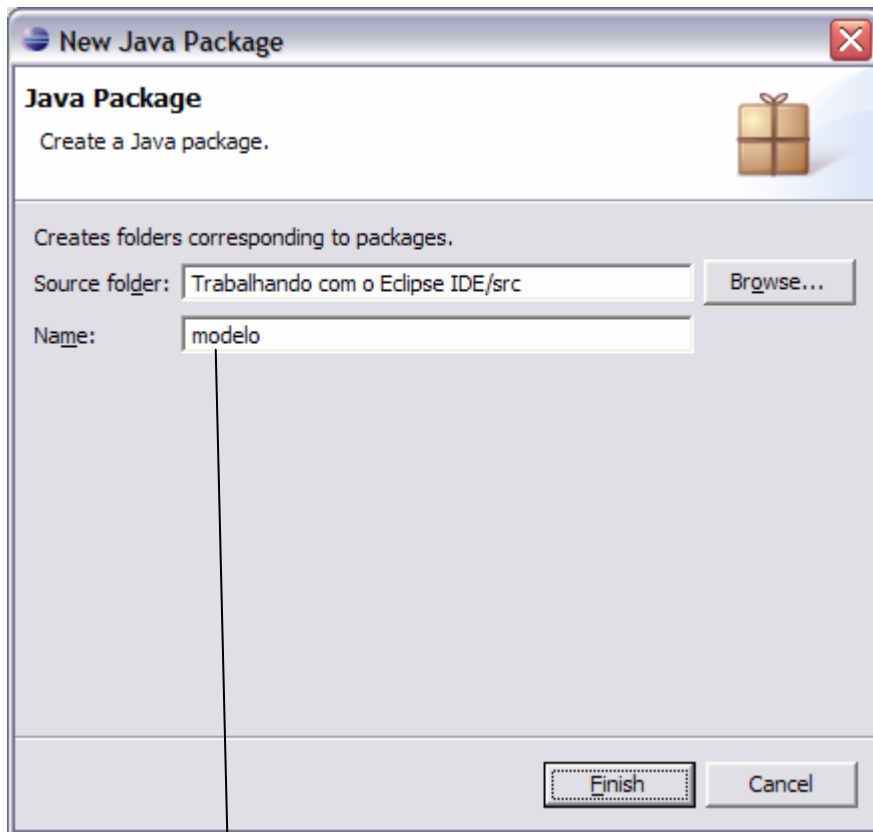 New Java Package
Java Package
Create a Java package.
Creates folders corresponding to packages.
Source folder: Trabalhando com o Eclipse IDE/src Browse...
Name: modelo
Finish Cancel